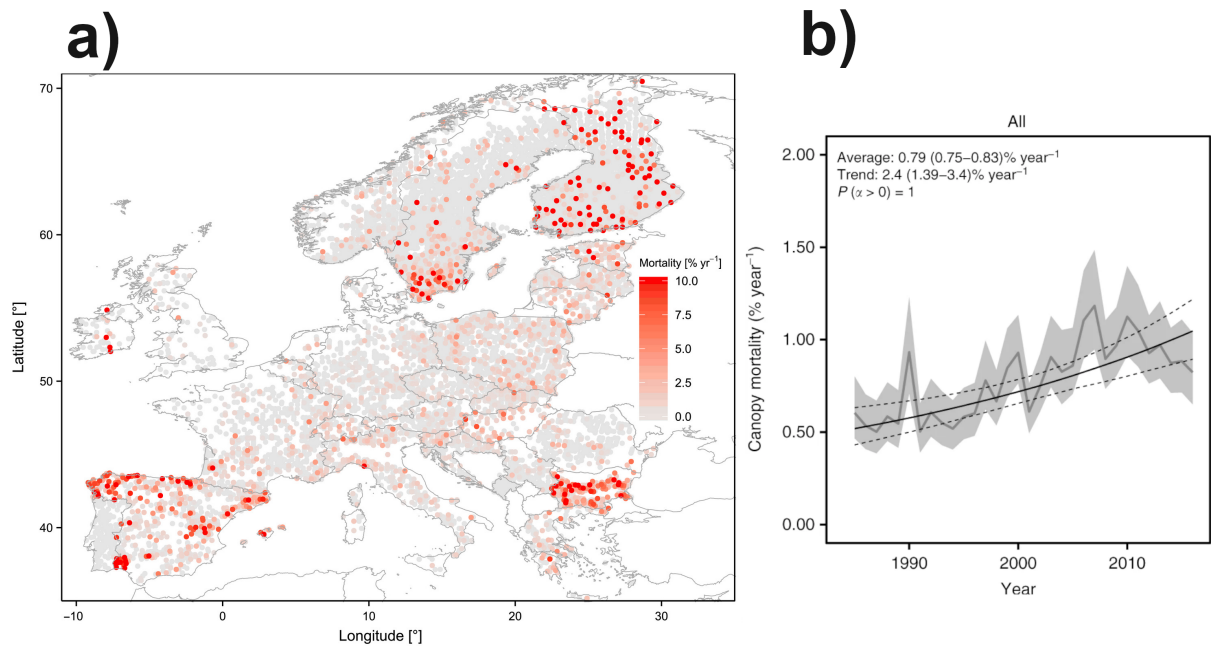 a)
70
60
50
40
Latitude [°]
−10
0
10
20
30
Longitude [°]
Mortality [% yr⁻¹]
10.0
7.5
5.0
2.5
0.0
b)
All
Average: 0.79 (0.75–0.83)% year⁻¹
Trend: 2.4 (1.39–3.4)% year⁻¹
P (α > 0) = 1
2.00
1.50
1.00
0.50
0.00
Canopy mortality (% year⁻¹)
1990
2000
2010
Year